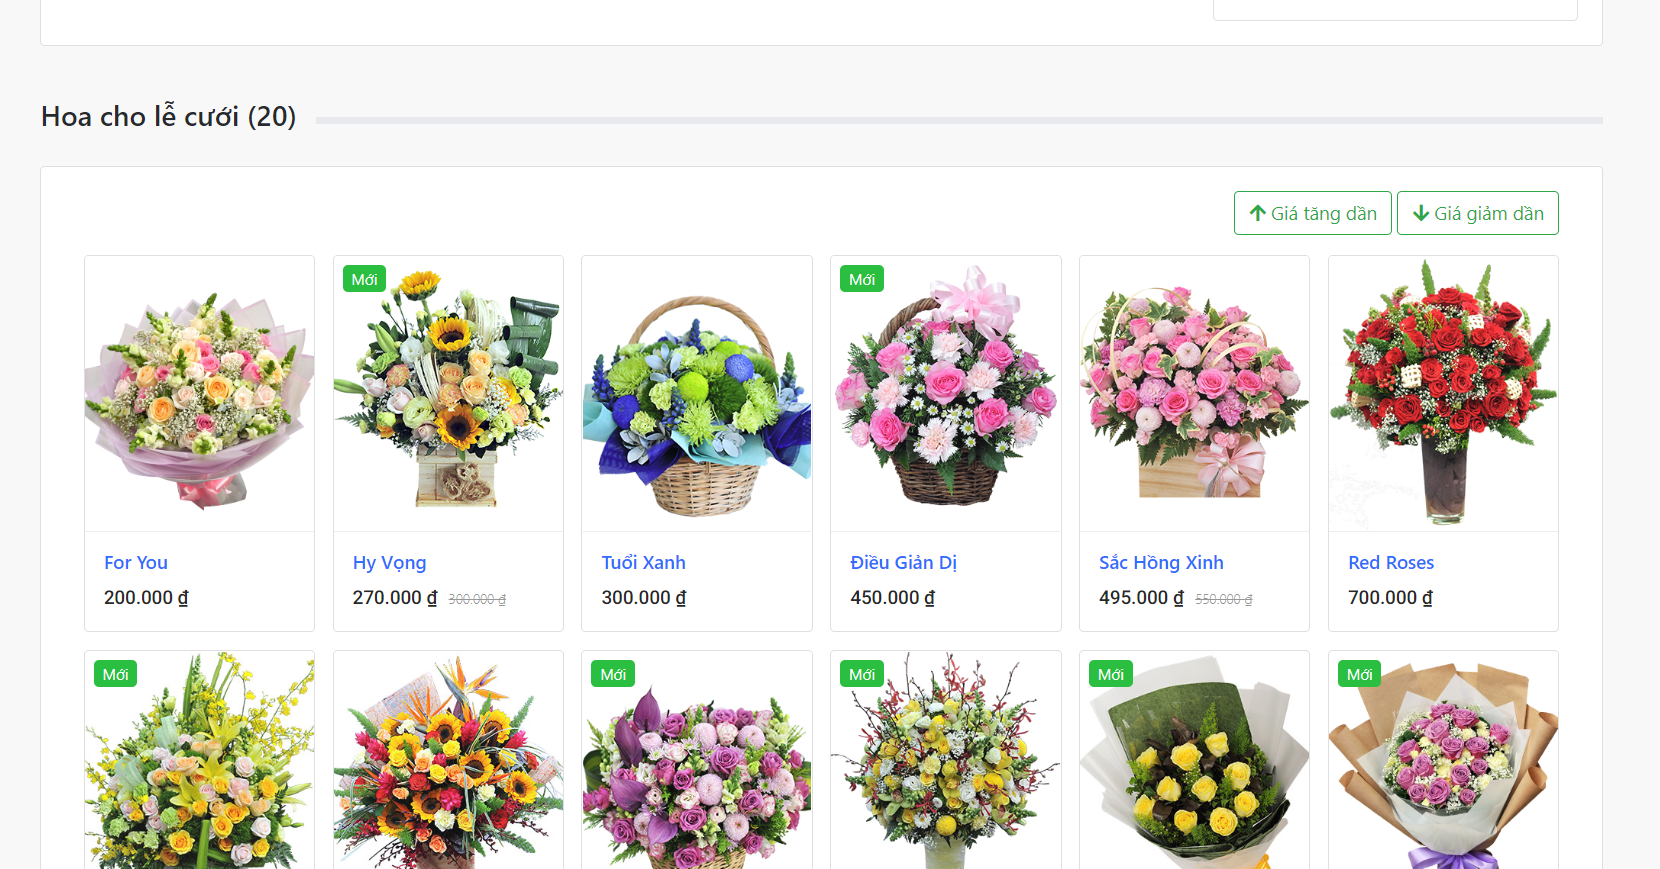 Hoa cho lễ cưới (20)
Giá tăng dần Giá giảm dần
Mới Mới
For You Hy Vọng Tuổi Xanh Điều Giản Dị Sắc Hồng Xinh Red Roses
200.000 ₫ 270.000 ₫ 300.000 ₫ 300.000 ₫ 450.000 ₫ 495.000 ₫ 550.000 ₫ 700.000 ₫
Mới Mới Mới Mới Mới